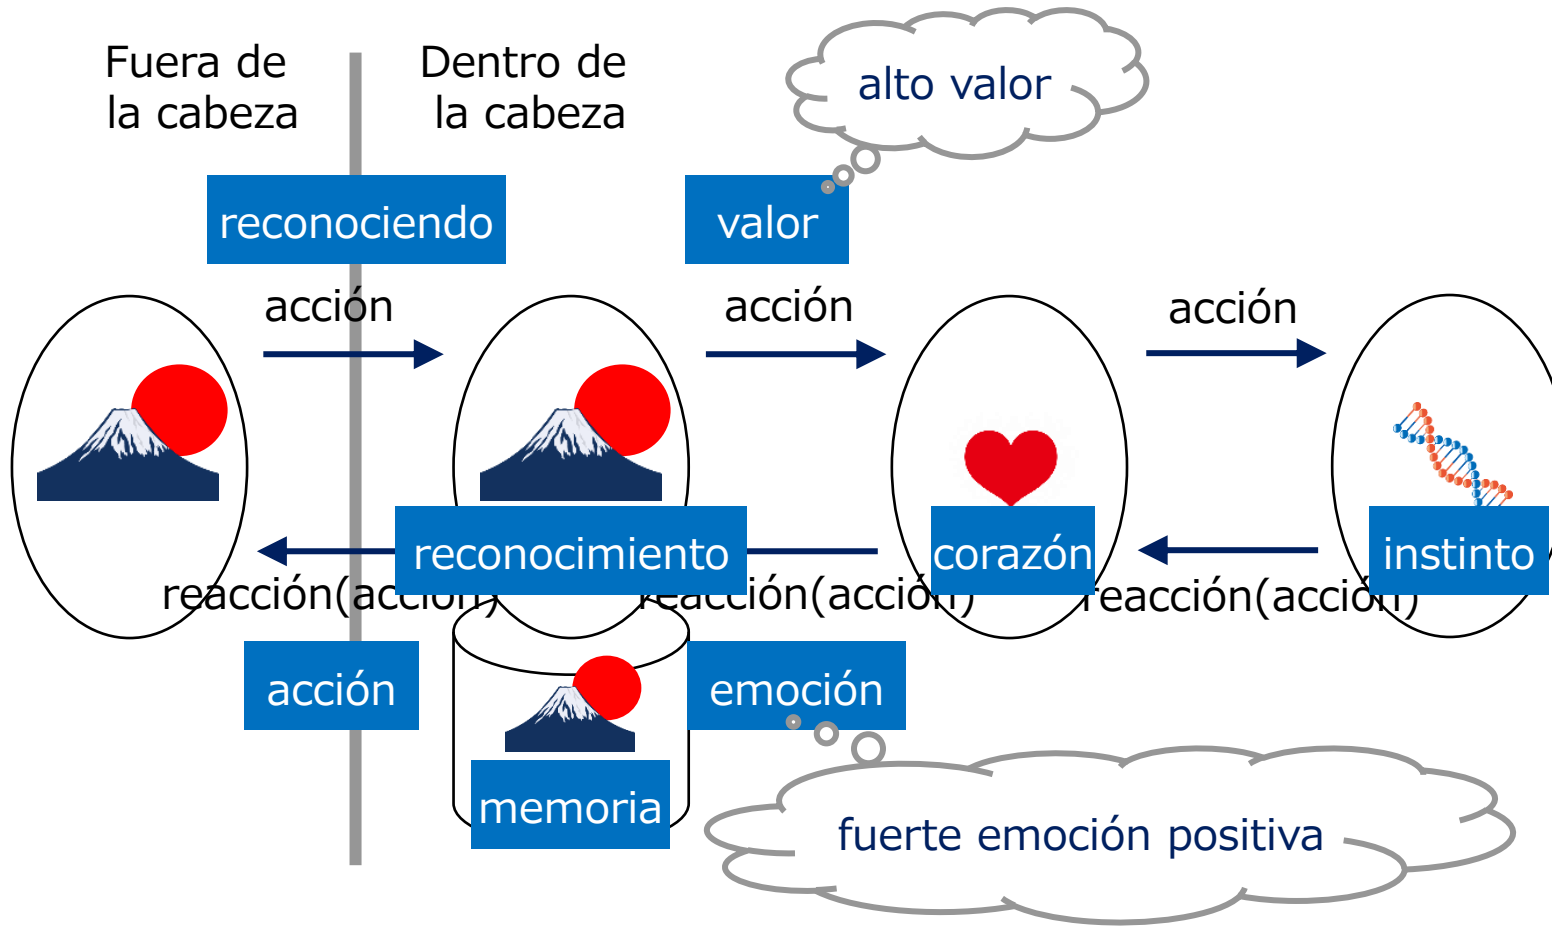 Fuera de
la cabeza
Dentro de
la cabeza
alto valor
reconociendo
valor
acción
acción
acción
reconocimiento
corazón
instinto
reacción(acción)
reacción(acción)
reacción(acción)
acción
emoción
memoria
fuerte emoción positiva